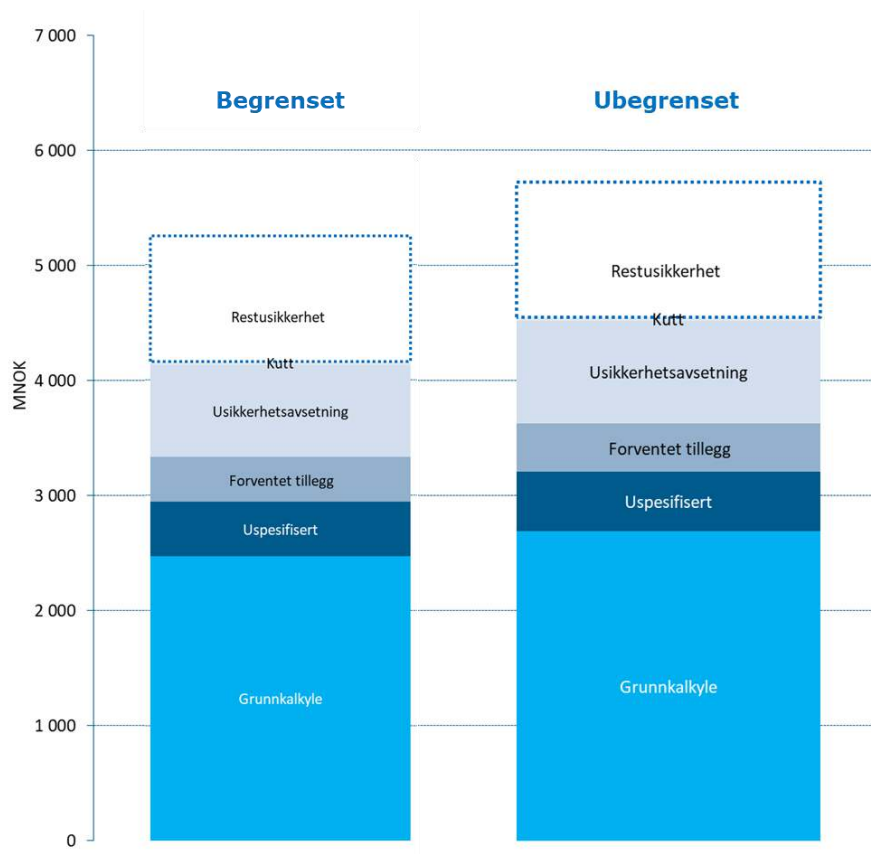 7 000
Begrenset
Ubegrenset
6 000
5 000
Restusikkerhet
Restusikkerhet
Kutt
Kutt
MNOK
4 000
Usikkerhetsavsetning
Usikkerhetsavsetning
Forventet tillegg
Forventet tillegg
3 000
Uspesifisert
Uspesifisert
2 000
Grunnkalkyle
Grunnkalkyle
1 000
0